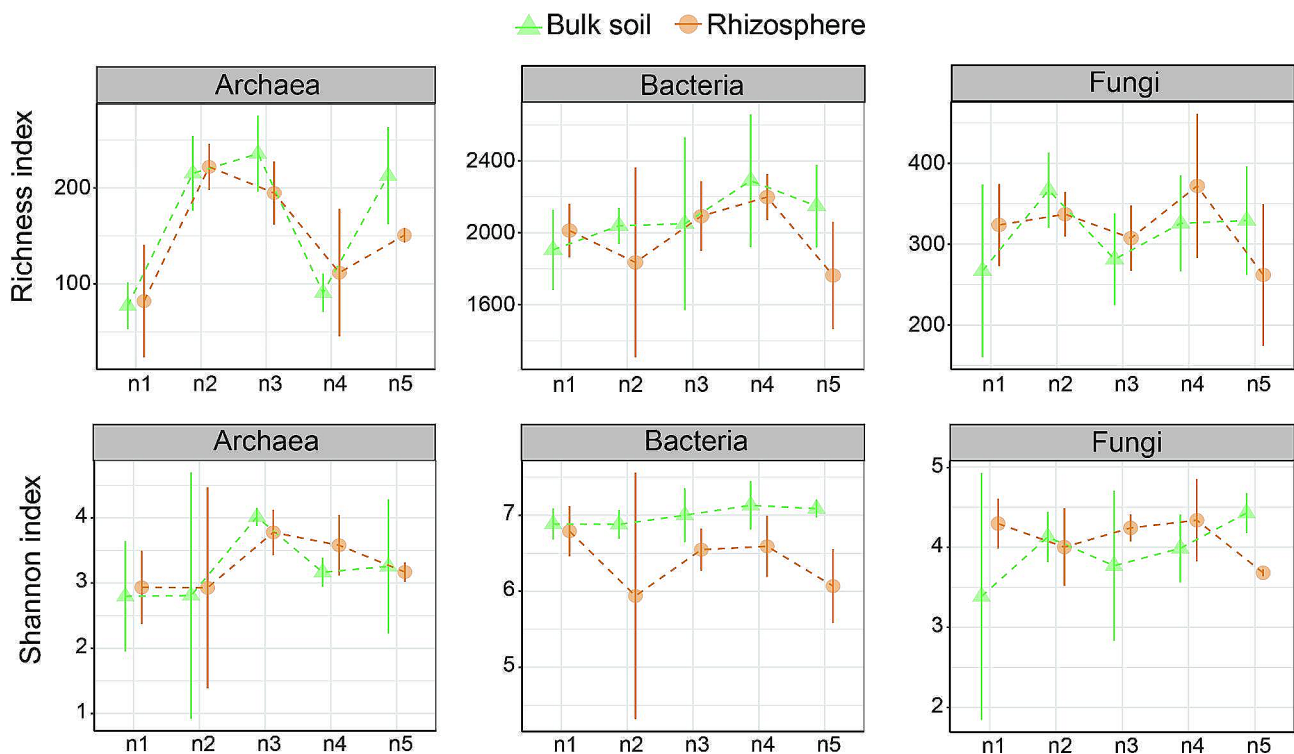 Bulk soil Rhizosphere
Archaea Bacteria Fungi
Richness index
200
100
2400
2000
1600
400
300
200
n1 n2 n3 n4 n5
n1 n2 n3 n4 n5
n1 n2 n3 n4 n5
Archaea Bacteria Fungi
Shannon index
4
3
2
1
7
6
5
5
4
3
2
n1 n2 n3 n4 n5
n1 n2 n3 n4 n5
n1 n2 n3 n4 n5